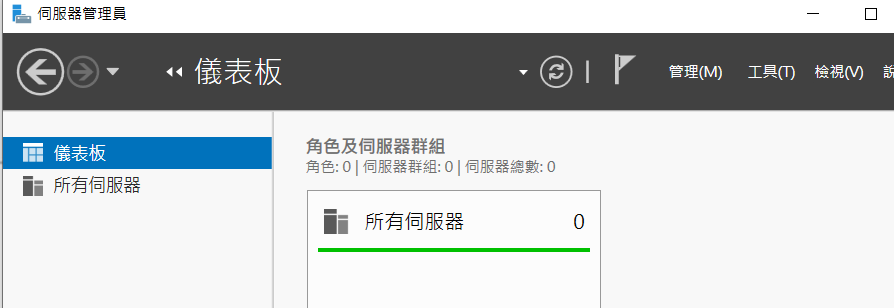 伺服器管理員
儀表板
管理(M) 工具(T) 檢視(V) 說
儀表板
所有伺服器
角色及伺服器群組
角色: 0 | 伺服器群組: 0 | 伺服器總數: 0
所有伺服器 0